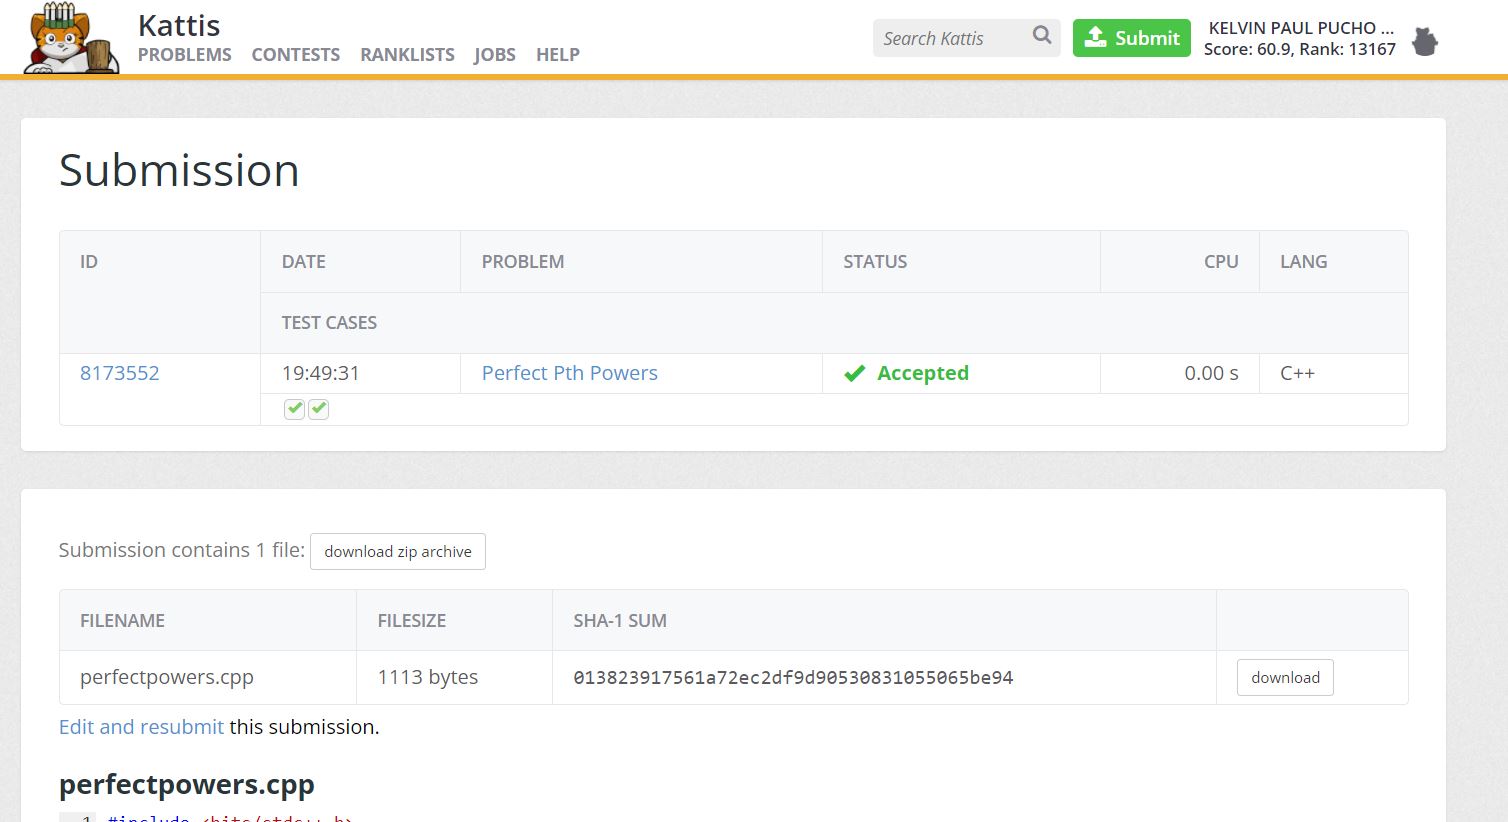 Kattis
PROBLEMS CONTESTS RANKLISTS JOBS HELP
Search Kattis
Submit
KELVIN PAUL PUCHO ...
Score: 60.9, Rank: 13167
Submission
ID DATE PROBLEM STATUS CPU LANG
TEST CASES
8173552 19:49:31 Perfect Pth Powers Accepted 0.00 s C++
Submission contains 1 file: download zip archive
FILENAME FILESIZE SHA-1 SUM
perfectpowers.cpp 1113 bytes 013823917561a72ec2df9d90530831055065be94 download
Edit and resubmit this submission.
perfectpowers.cpp
1 #include <bits/stdc++.h>